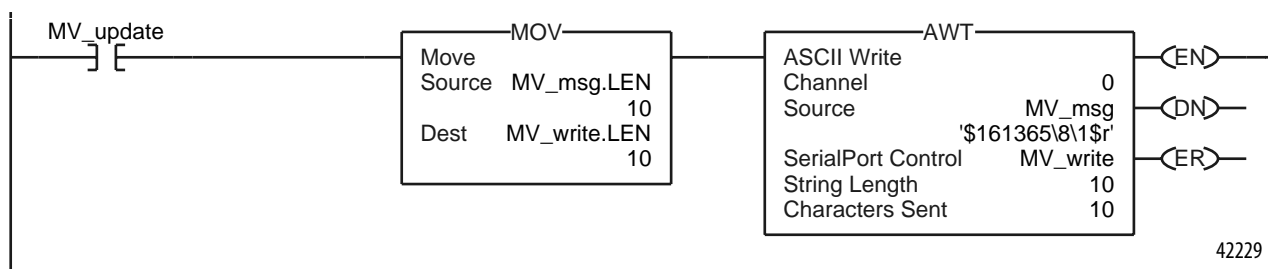 MV_update
MOV
Move
Source MV_msg.LEN
10
Dest MV_write.LEN
10
AWT
ASCII Write
Channel 0
Source MV_msg
'$161365\8\1$r'
SerialPort Control MV_write
String Length 10
Characters Sent 10
EN
DN
ER
42229